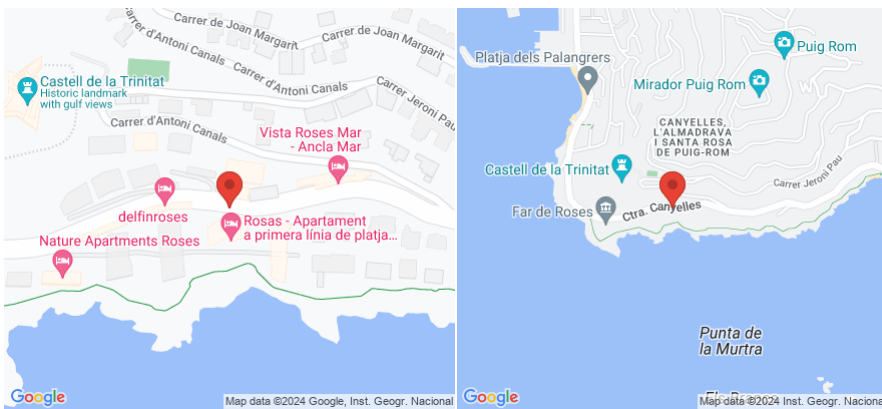 Carrer de Joan Margarit
Carrer de Joan Margarit
Carrer d'Antoni Canals
Carrer d'Antoni Canals
Castell de la Trinitat
Historic landmark
with gulf views
Carrer Jeroni Pau
Carrer d'Antoni Canals
Vista Roses Mar
- Ancla Mar
delfinroses
Rosas - Apartament
a primera línia de platja...
Nature Apartments Roses
Google
Map data ©2024 Google, Inst. Geogr. Nacional
Platja dels Palangrers
Puig Rom
Mirador Puig Rom
CANYELLES,
L'ALMADRAVA
I SANTA ROSA
DE PUIG-ROM
Castell de la Trinitat
Carrer Jeroni Pau
Far de Roses
Ctra. Canyelles
Punta de
la Murtra
Google
Map data ©2024 Inst. Geogr. Nacional